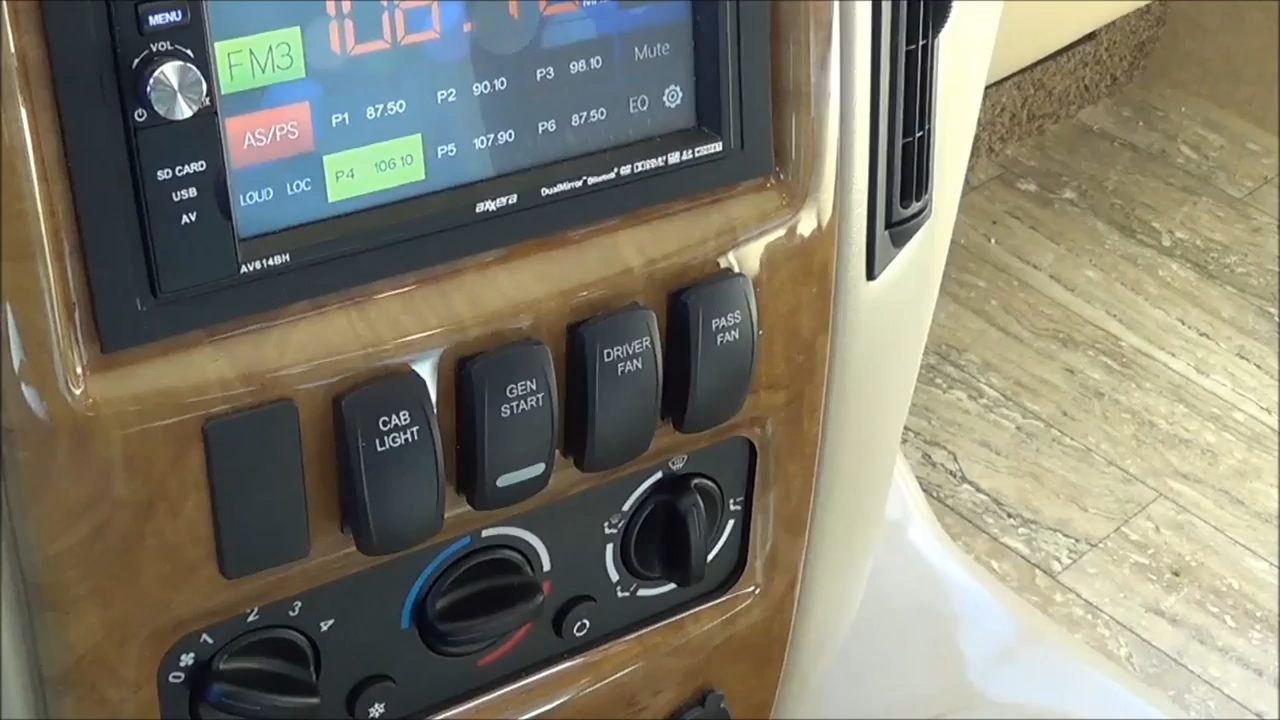 MENU
VOL
FM3
AS/PS
LOUD LOC
P1 87.50
P2 90.10
P3 98.10
Mute
P4 106.10
P5 107.90
P6 87.50
EQ
SD CARD
USB
AV
axxera
DualMirror™ Bluetooth®
AV614BH
CAB
LIGHT
GEN
START
DRIVER
FAN
PASS
FAN
0 1 2 3 4